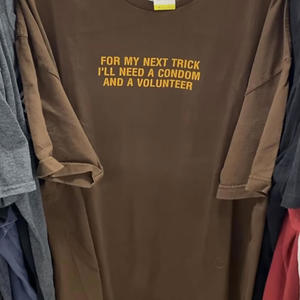 FOR MY NEXT TRICK
I'LL NEED A CONDOM
AND A VOLUNTEER